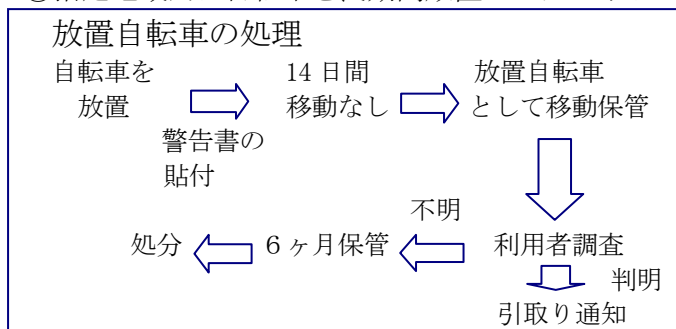 放置自転車の処理
自転車を
放置
警告書の
貼付
14日間
移動なし
放置自転車
として移動保管
利用者調査
不明
6ヶ月保管
処分
判明
引取り通知